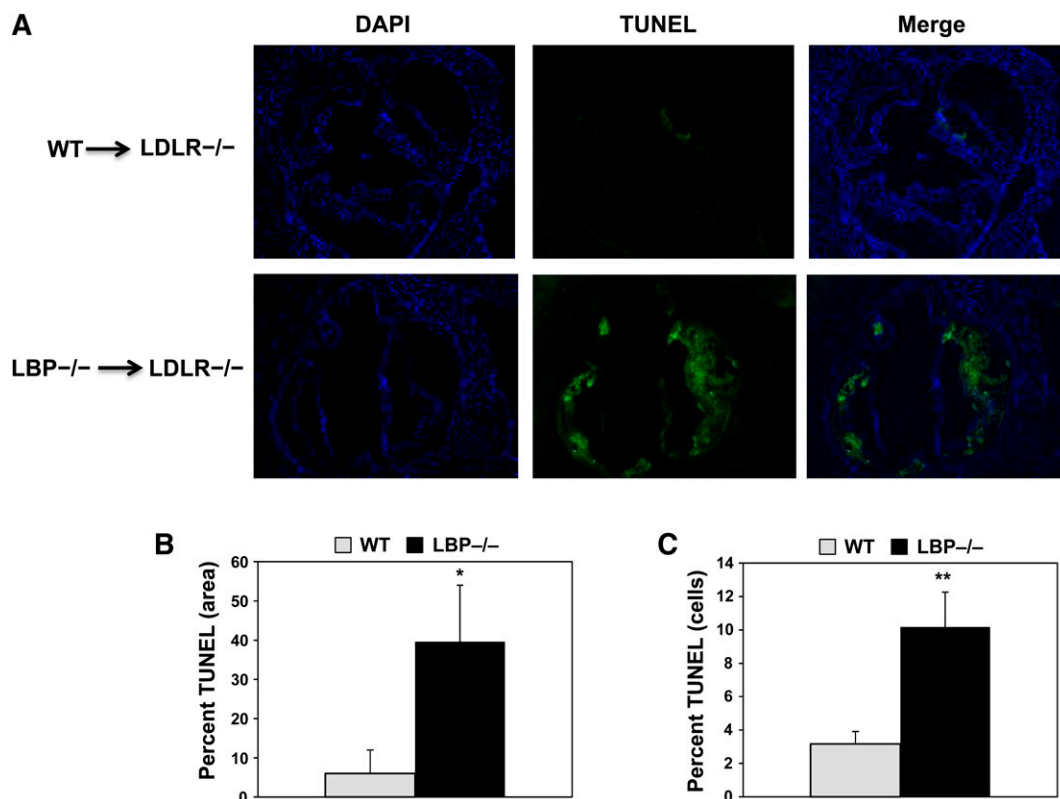 A
DAPI
TUNEL
Merge
WT → LDLR−/−
LBP−/− → LDLR−/−
B
WT
LBP−/−
Percent TUNEL (area)
60
50
40
30
20
10
0
*
C
WT
LBP−/−
Percent TUNEL (cells)
14
12
10
8
6
4
2
0
**